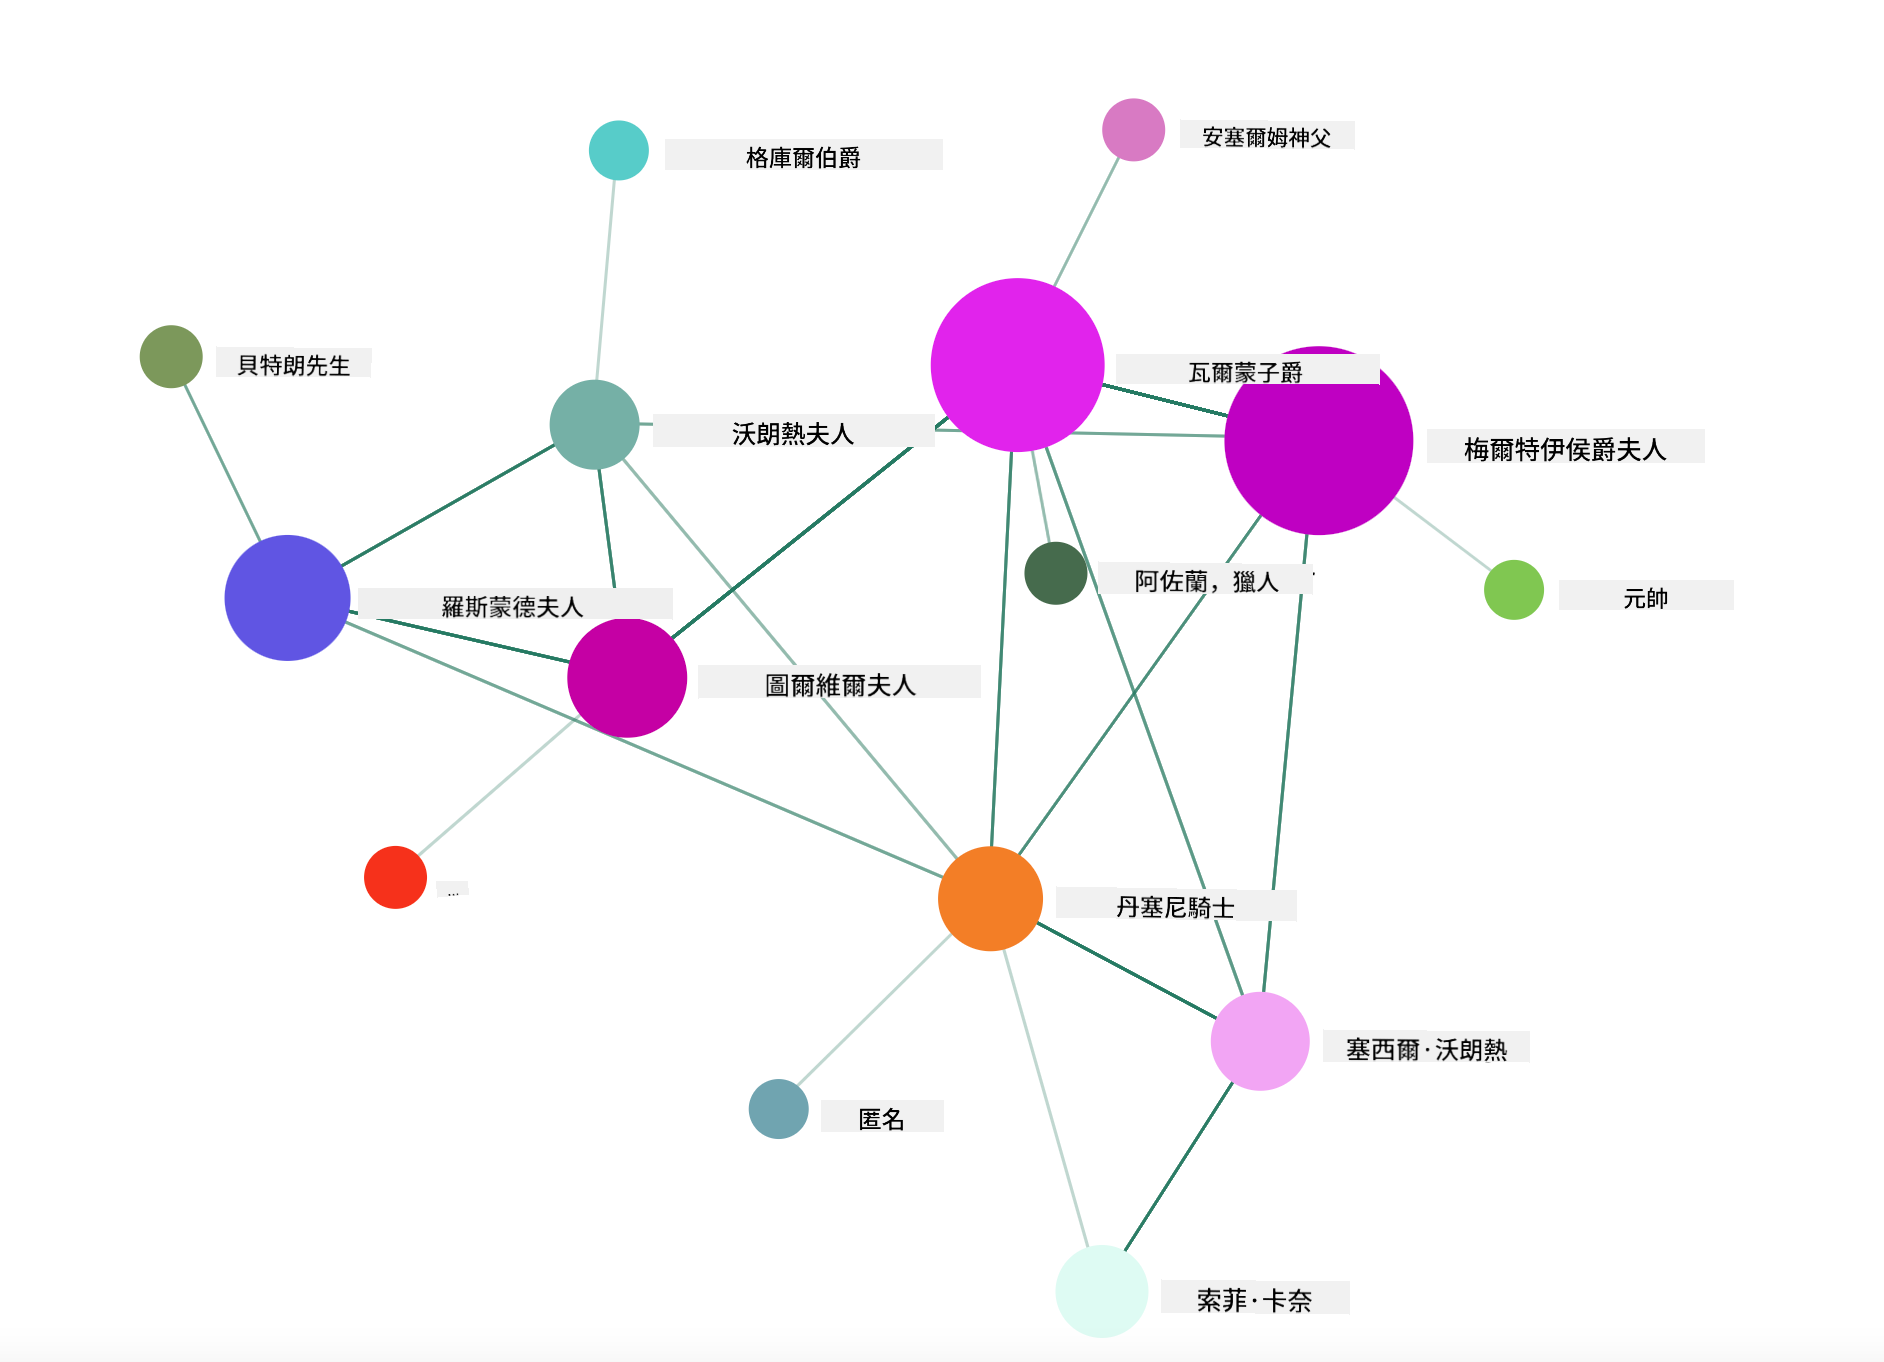 安塞爾姆神父
格庫爾伯爵
貝特朗先生
瓦爾蒙子爵
沃朗熱夫人
梅爾特伊侯爵夫人
阿佐蘭，獵人
元帥
羅斯蒙德夫人
圖爾維爾夫人
...
丹塞尼騎士
塞西爾·沃朗熱
匿名
索菲·卡奈